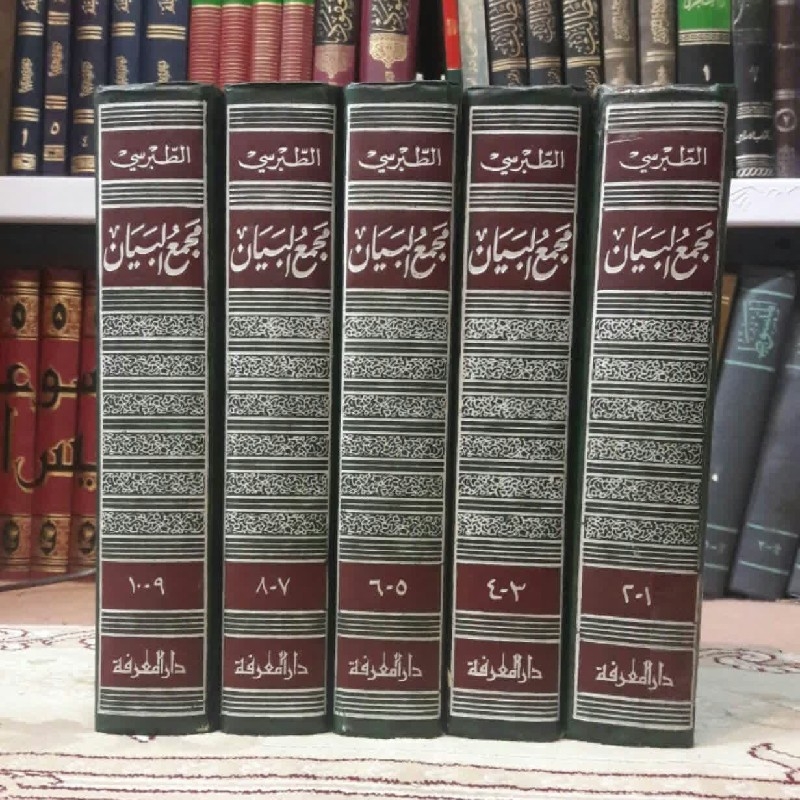 الطبرسي
مجمع البيان
١-٢
دار المعرفة
الطبرسي
مجمع البيان
٣-٤
دار المعرفة
الطبرسي
مجمع البيان
٥-٦
دار المعرفة
الطبرسي
مجمع البيان
٧-٨
دار المعرفة
الطبرسي
مجمع البيان
٩-١٠
دار المعرفة